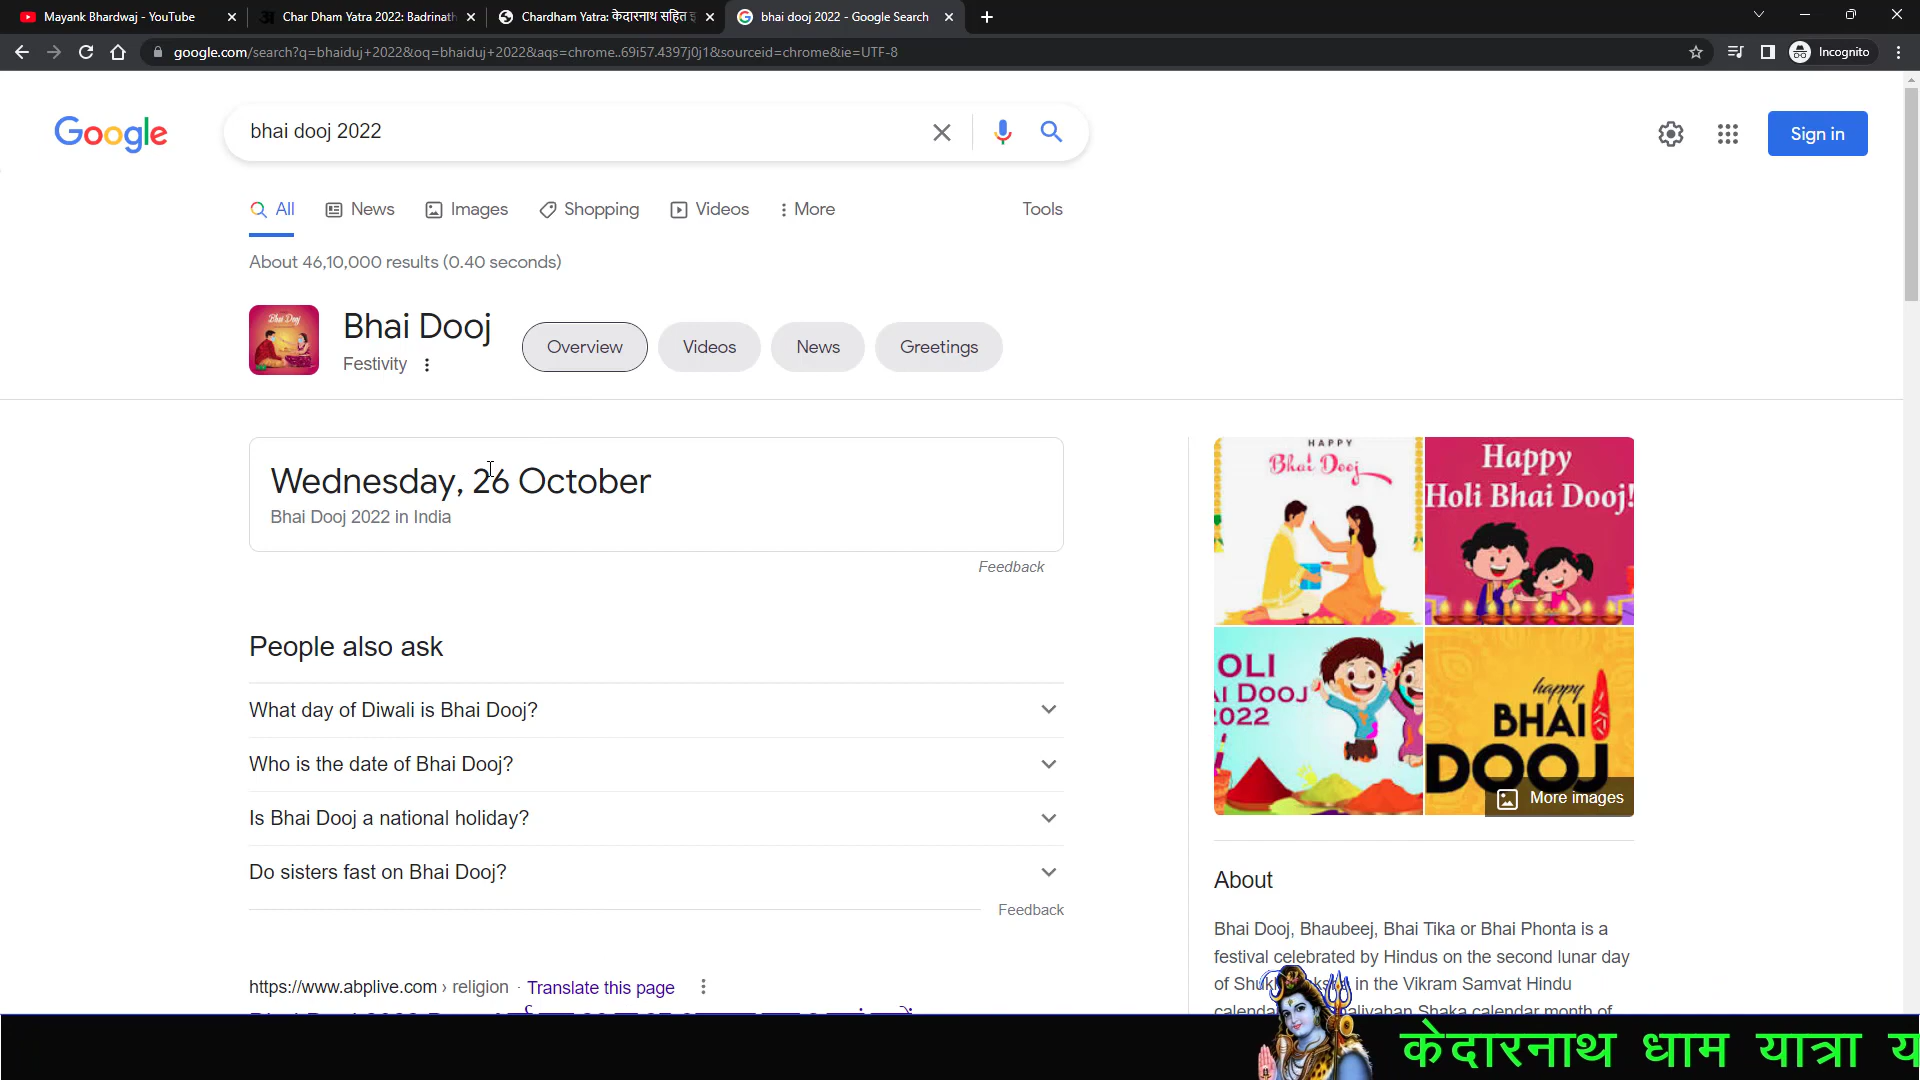 Mayank Bhardwaj - YouTube
Char Dham Yatra 2022: Badrinath
Chardham Yatra: केदारनाथ सहित
bhai dooj 2022 - Google Search
google.com/search?q=bhaiduj+2022&oq=bhaiduj+2022&aqs=chrome..69i57.4397j0j1&sourceid=chrome&ie=UTF-8
Incognito
Google
bhai dooj 2022
Sign in
All
News
Images
Shopping
Videos
More
Tools
About 46,10,000 results (0.40 seconds)
Bhai Dooj
Festivity
Overview
Videos
News
Greetings
Wednesday, 26 October
Bhai Dooj 2022 in India
Feedback
HAPPY
Bhai Dooj
Happy
Holi Bhai Dooj!
OLI
AI DOOJ
2022
happy
BHAI
DOOJ
More images
People also ask
What day of Diwali is Bhai Dooj?
Who is the date of Bhai Dooj?
Is Bhai Dooj a national holiday?
Do sisters fast on Bhai Dooj?
Feedback
https://www.abplive.com › religion · Translate this page
About
Bhai Dooj, Bhaubeej, Bhai Tika or Bhai Phonta is a
festival celebrated by Hindus on the second lunar day
of in the Vikram Samvat Hindu
Shaka calendar month of
केदारनाथ धाम यात्रा